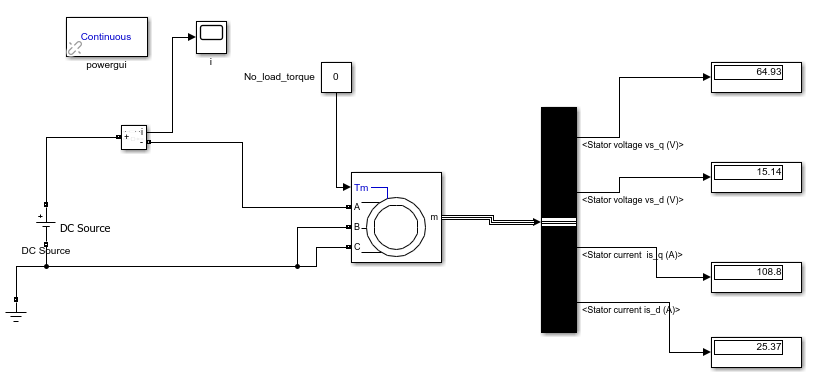 Continuous
powergui
i
No_load_torque
0
64.93
<Stator voltage vs_q (V)>
15.14
<Stator voltage vs_d (V)>
i
+
-
Tm
A
B
C
m
+
DC Source
DC Source
<Stator current is_q (A)>
108.8
<Stator current is_d (A)>
25.37